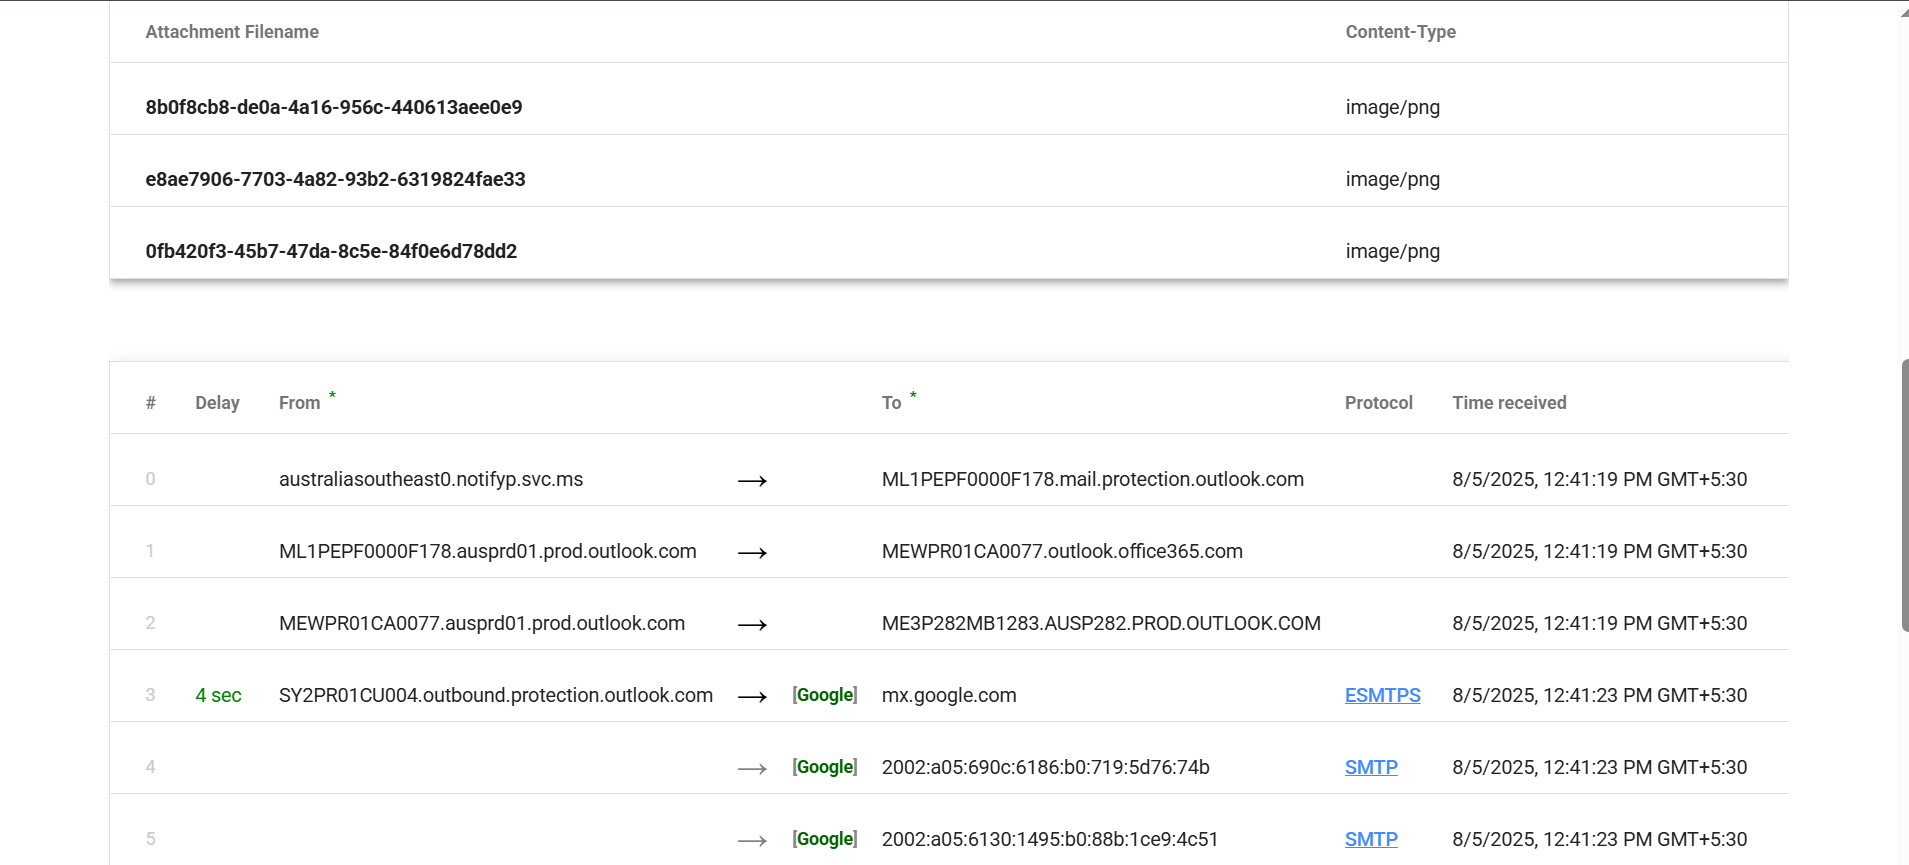 Attachment Filename Content-Type
8b0f8cb8-de0a-4a16-956c-440613aee0e9 image/png
e8ae7906-7703-4a82-93b2-6319824fae33 image/png
0fb420f3-45b7-47da-8c5e-84f0e6d78dd2 image/png
# Delay From * To * Protocol Time received
0 australiasoutheast0.notifyp.svc.ms → ML1PEPF0000F178.mail.protection.outlook.com 8/5/2025, 12:41:19 PM GMT+5:30
1 ML1PEPF0000F178.ausprd01.prod.outlook.com → MEWPR01CA0077.outlook.office365.com 8/5/2025, 12:41:19 PM GMT+5:30
2 MEWPR01CA0077.ausprd01.prod.outlook.com → ME3P282MB1283.AUSP282.PROD.OUTLOOK.COM 8/5/2025, 12:41:19 PM GMT+5:30
3 4 sec SY2PR01CU004.outbound.protection.outlook.com → [Google] mx.google.com ESMTPS 8/5/2025, 12:41:23 PM GMT+5:30
4 → [Google] 2002:a05:690c:6186:b0:719:5d76:74b SMTP 8/5/2025, 12:41:23 PM GMT+5:30
5 → [Google] 2002:a05:6130:1495:b0:88b:1ce9:4c51 SMTP 8/5/2025, 12:41:23 PM GMT+5:30